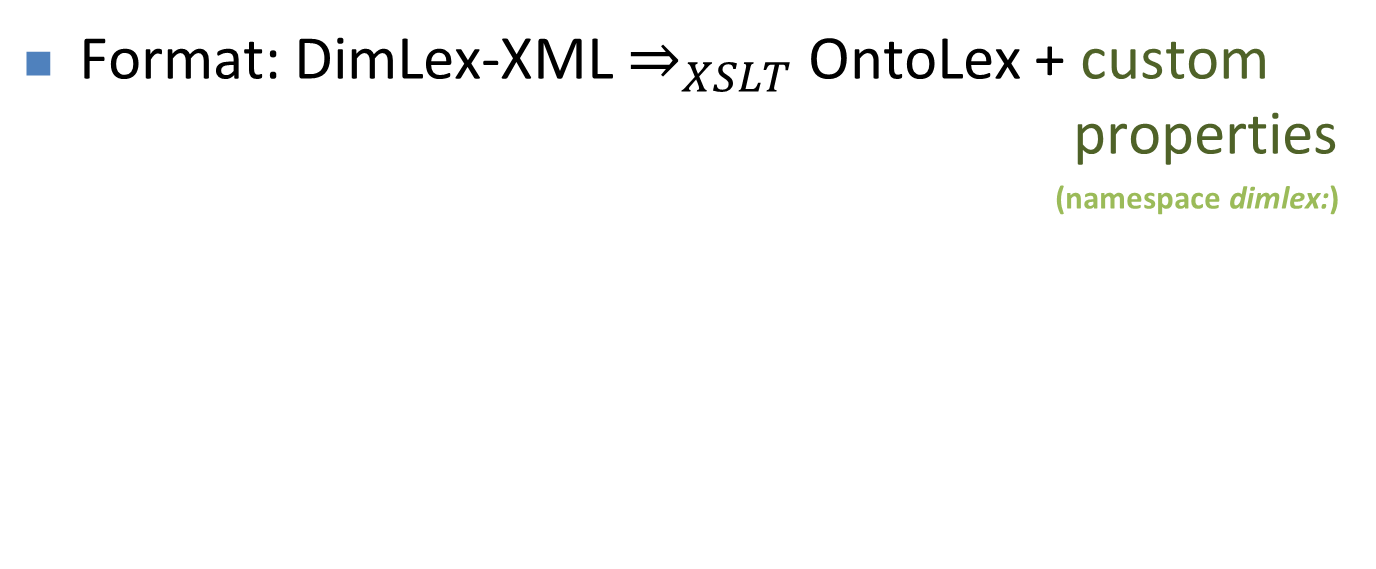 ▪ Format: DimLex-XML ⇒XSLT OntoLex + custom
properties
(namespace dimlex:)